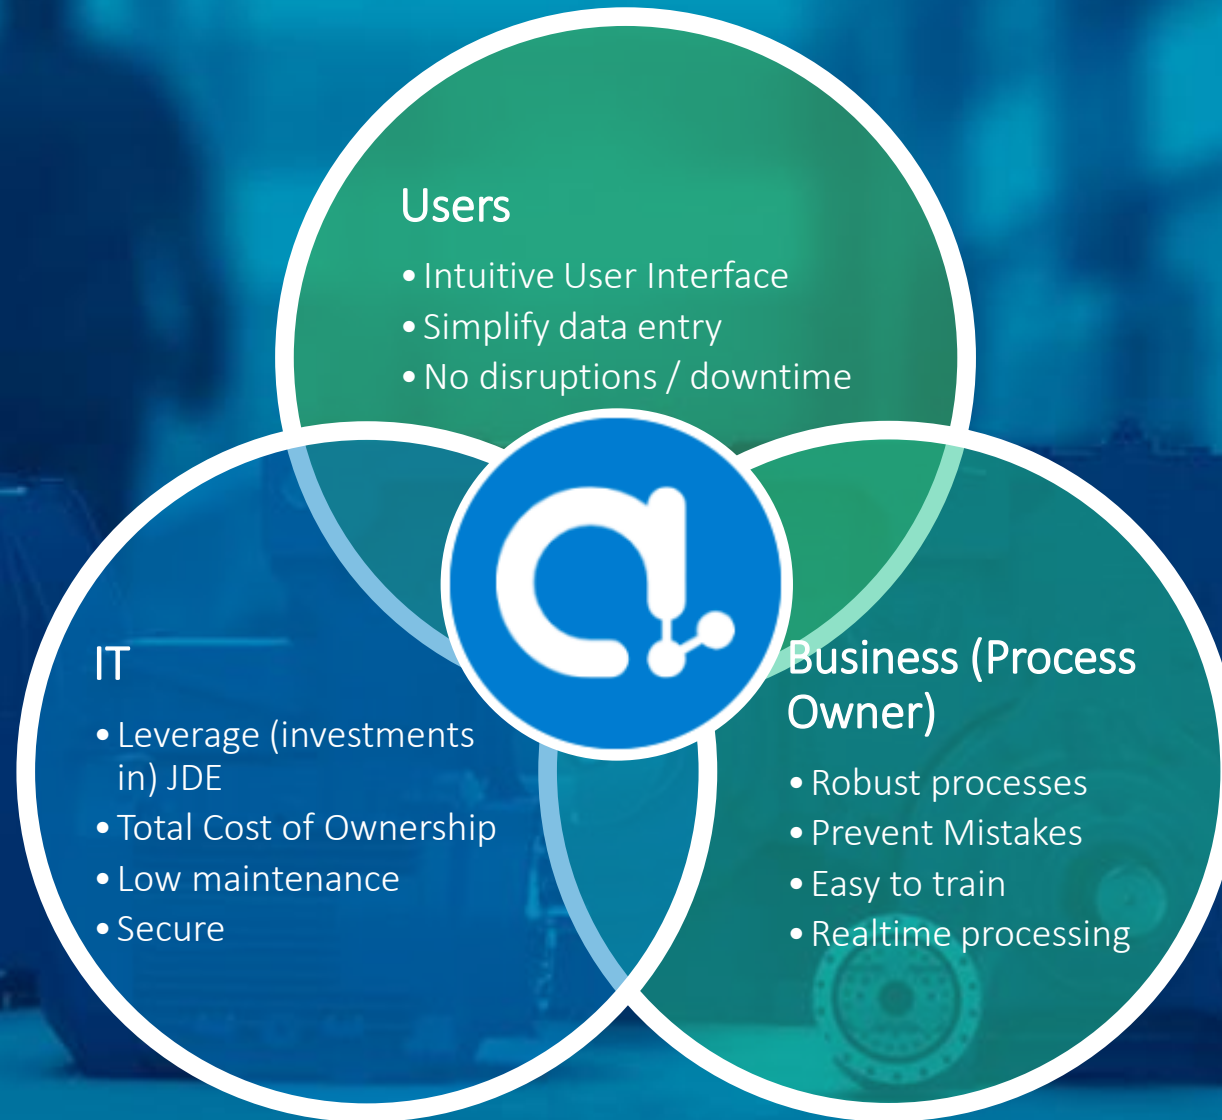 Users
• Intuitive User Interface
• Simplify data entry
• No disruptions / downtime
IT
• Leverage (investments
in) JDE
• Total Cost of Ownership
• Low maintenance
• Secure
Business (Process
Owner)
• Robust processes
• Prevent Mistakes
• Easy to train
• Realtime processing